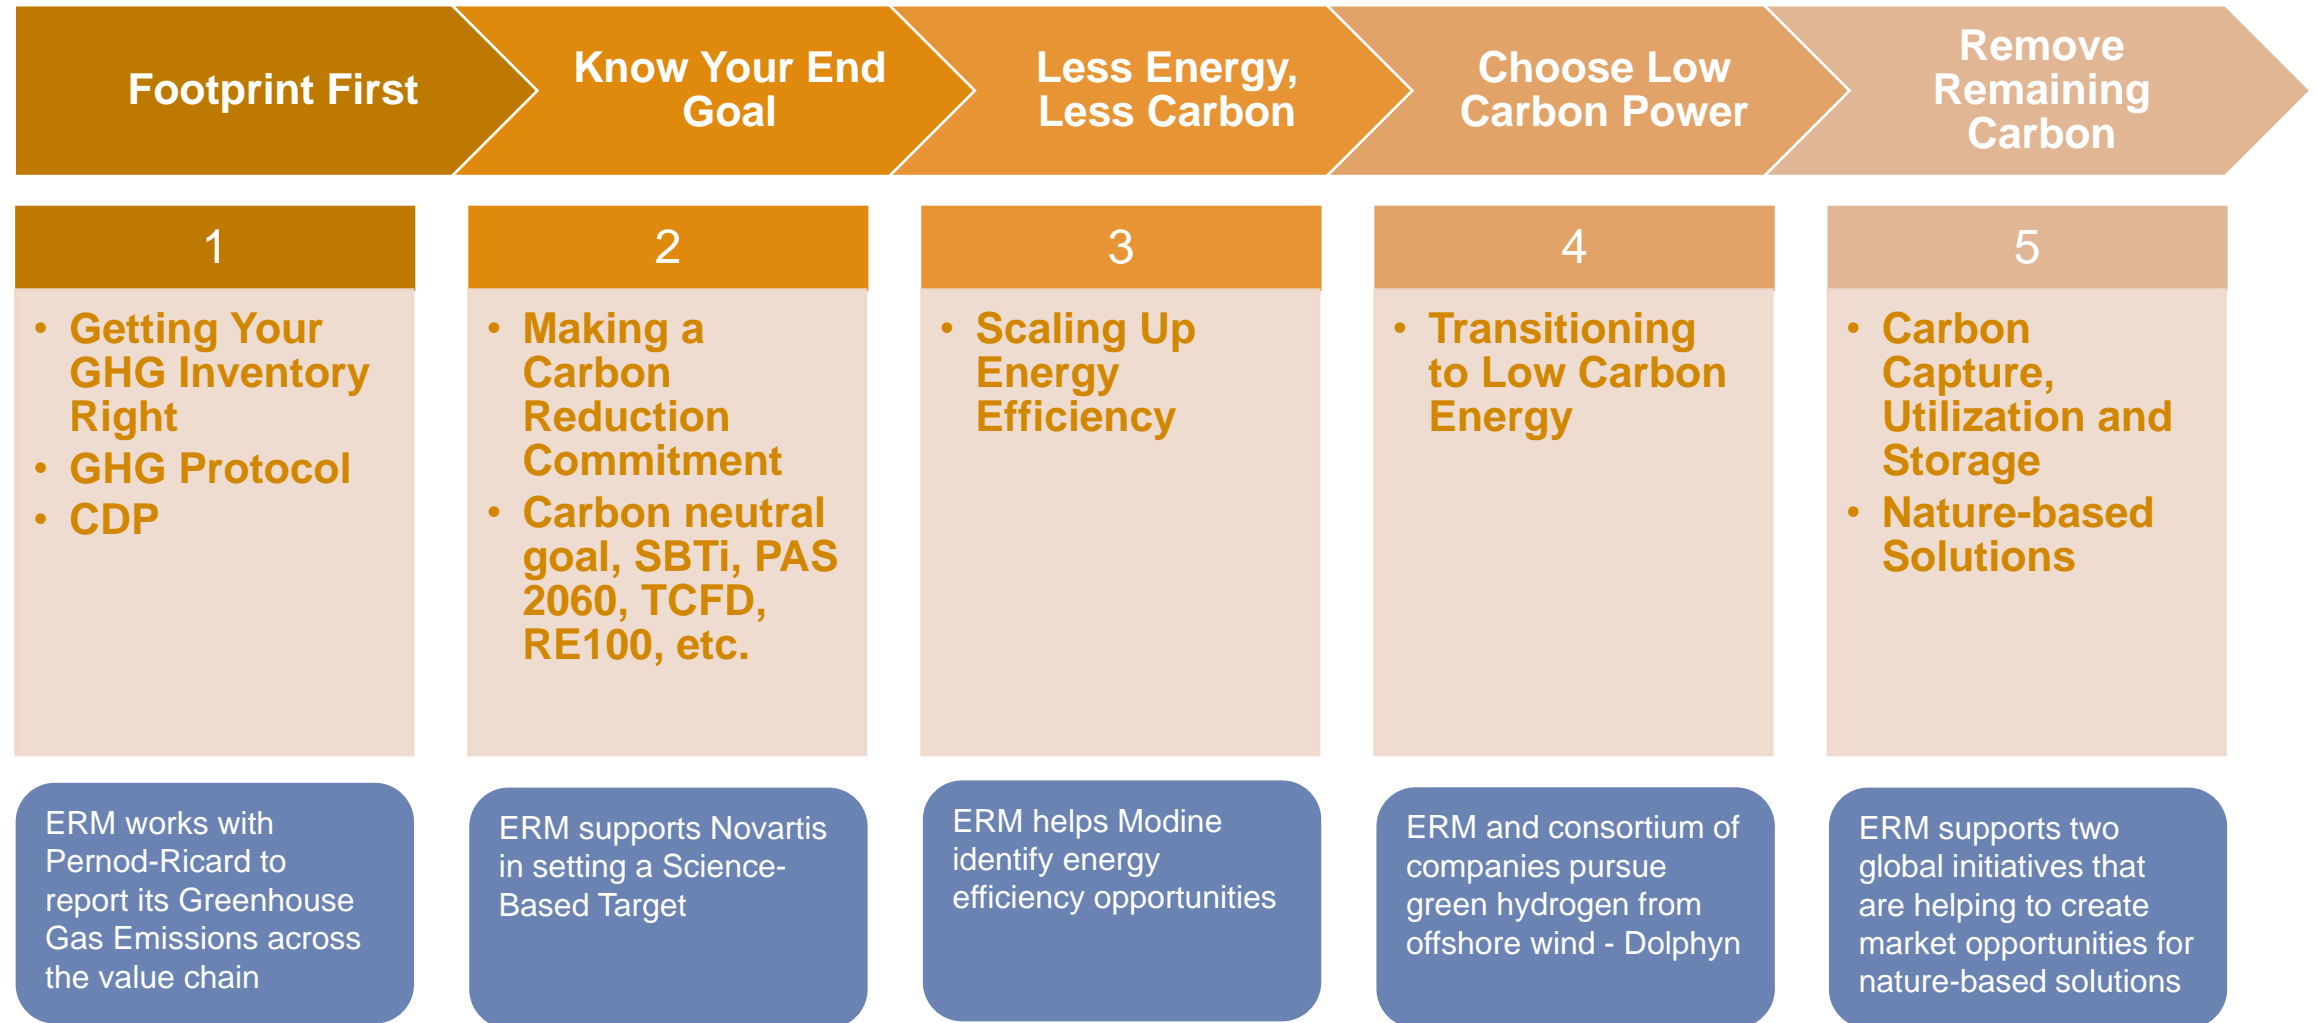 Footprint First
Know Your End
Goal
Less Energy,
Less Carbon
Choose Low
Carbon Power
Remove
Remaining
Carbon
1
• Getting Your
GHG Inventory
Right
• GHG Protocol
• CDP
2
• Making a
Carbon
Reduction
Commitment
• Carbon neutral
goal, SBTi, PAS
2060, TCFD,
RE100, etc.
3
• Scaling Up
Energy
Efficiency
4
• Transitioning
to Low Carbon
Energy
5
• Carbon
Capture,
Utilization and
Storage
• Nature-based
Solutions
ERM works with
Pernod-Ricard to
report its Greenhouse
Gas Emissions across
the value chain
ERM supports Novartis
in setting a Science-
Based Target
ERM helps Modine
identify energy
efficiency opportunities
ERM and consortium of
companies pursue
green hydrogen from
offshore wind - Dolphyn
ERM supports two
global initiatives that
are helping to create
market opportunities for
nature-based solutions